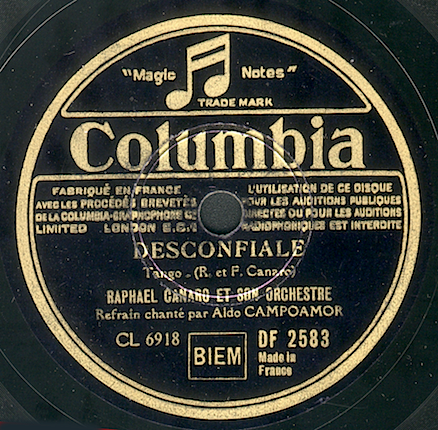 "Magic Notes"
TRADE MARK
Columbia
FABRIQUÉ EN FRANCE
AVEC LES PROCÉDÉS BREVETÉS
DE LA COLUMBIA-GRAPHOPHONE Cº
LIMITED LONDON E.C.1
L'UTILISATION DE CE DISQUE
POUR LES AUDITIONS PUBLIQUES
DIRECTES OU POUR LES AUDITIONS
RADIOPHONIQUES EST INTERDITE
DESCONFIALE
Tango - (R. et F. Canaro)
RAPHAEL CANARO ET SON ORCHESTRE
Refrain chanté par Aldo CAMPOAMOR
CL 6918
BIEM
DF 2583
Made in
France